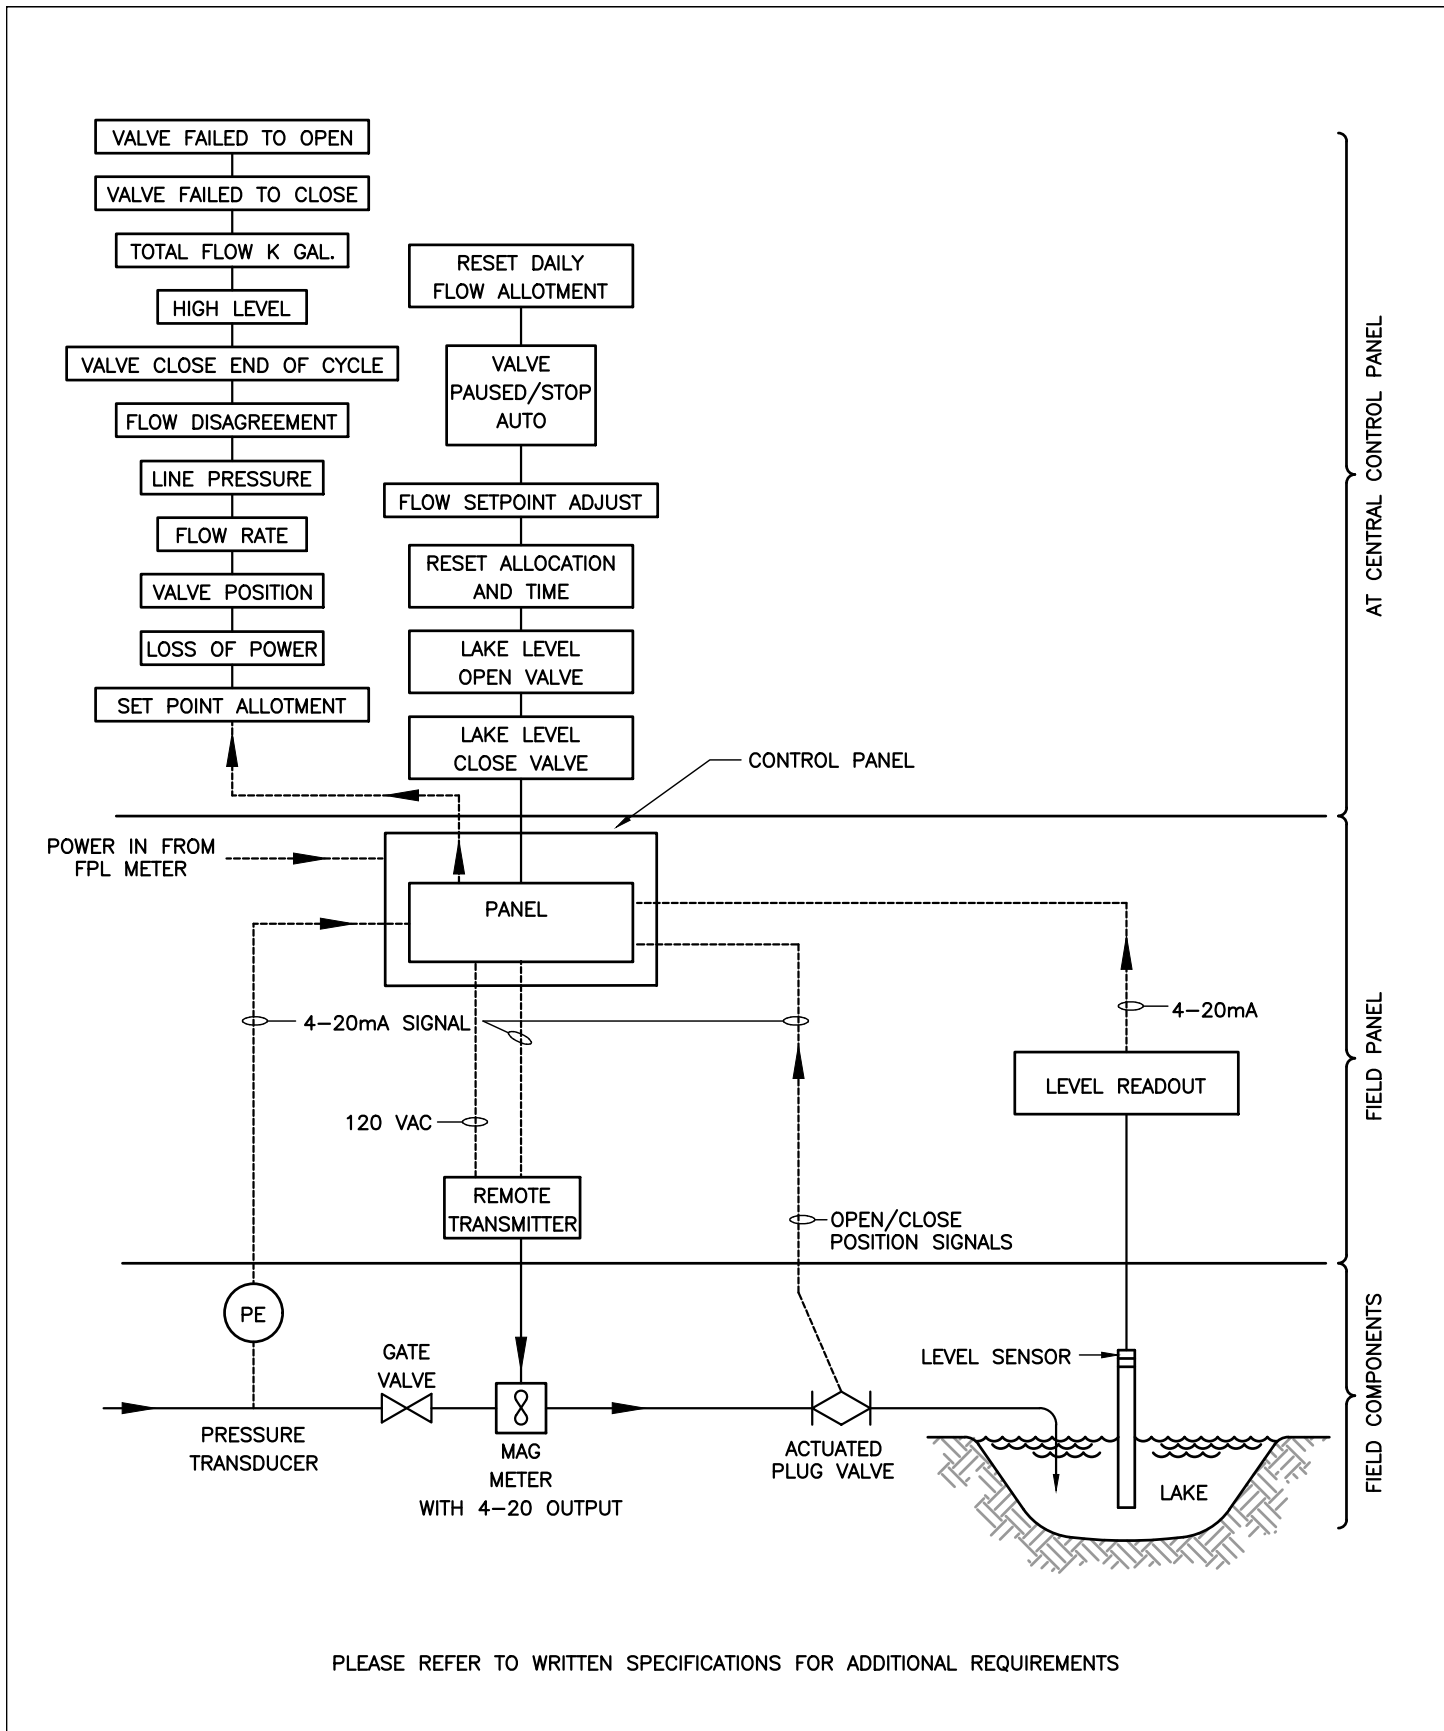 VALVE FAILED TO OPEN
VALVE FAILED TO CLOSE
TOTAL FLOW K GAL.
HIGH LEVEL
VALVE CLOSE END OF CYCLE
FLOW DISAGREEMENT
LINE PRESSURE
FLOW RATE
VALVE POSITION
LOSS OF POWER
SET POINT ALLOTMENT
RESET DAILY
FLOW ALLOTMENT
VALVE
PAUSED/STOP
AUTO
FLOW SETPOINT ADJUST
RESET ALLOCATION
AND TIME
LAKE LEVEL
OPEN VALVE
LAKE LEVEL
CLOSE VALVE
CONTROL PANEL
AT CENTRAL CONTROL PANEL
POWER IN FROM
FPL METER
PANEL
4-20mA SIGNAL
4-20mA
LEVEL READOUT
120 VAC
REMOTE
TRANSMITTER
OPEN/CLOSE
POSITION SIGNALS
FIELD PANEL
PE
GATE
VALVE
LEVEL SENSOR
PRESSURE
TRANSDUCER
MAG
METER
WITH 4-20 OUTPUT
ACTUATED
PLUG VALVE
LAKE
FIELD COMPONENTS
PLEASE REFER TO WRITTEN SPECIFICATIONS FOR ADDITIONAL REQUIREMENTS